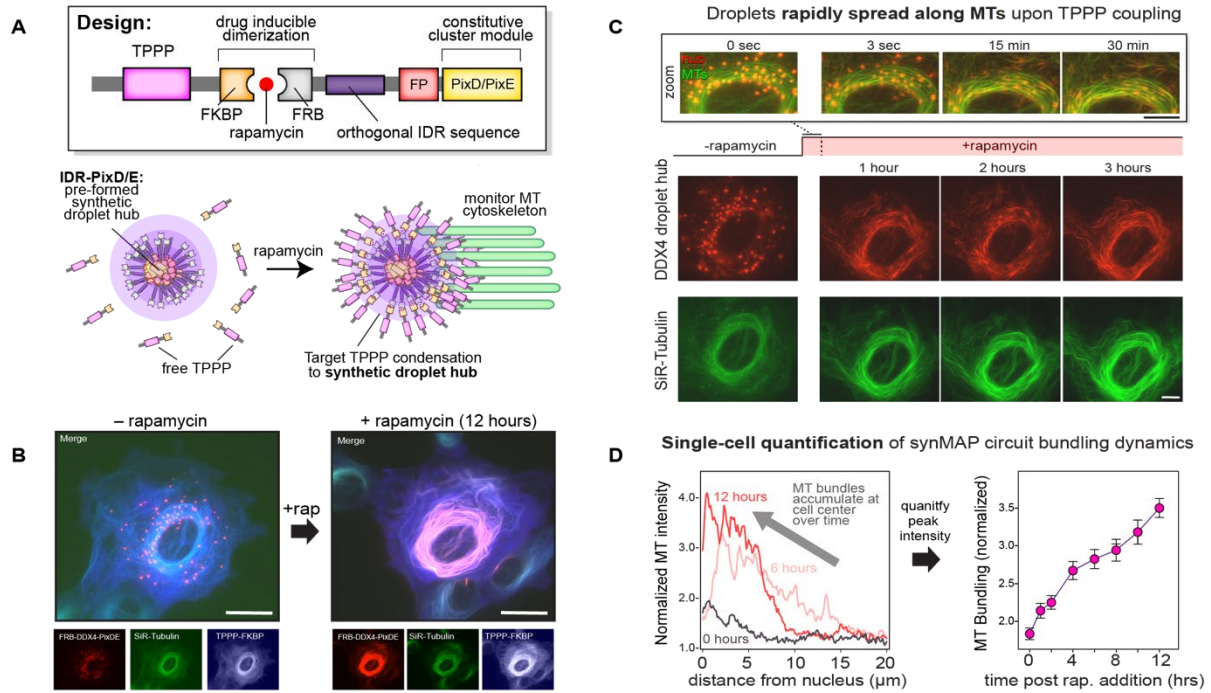 A
Design:
drug inducible
dimerization
constitutive
cluster module
TPPP
FP
PixD/PixE
FKBP
FRB
rapamycin
orthogonal IDR sequence
IDR-PixD/E:
pre-formed
synthetic
droplet hub
rapamycin
monitor MT
cytoskeleton
free TPPP
Target TPPP condensation
to synthetic droplet hub
B
– rapamycin
+ rapamycin (12 hours)
Merge
+rap
Merge
FRB-DDX4-PixDE
SiR-Tubulin
TPPP-FKBP
FRB-DDX4-PixDE
SiR-Tubulin
TPPP-FKBP
C
Droplets rapidly spread along MTs upon TPPP coupling
0 sec
3 sec
15 min
30 min
zoom
hub
MTs
-rapamycin
+rapamycin
1 hour
2 hours
3 hours
DDX4 droplet hub
SiR-Tubulin
D
Single-cell quantification of synMAP circuit bundling dynamics
Normalized MT intensity
4.0
3.0
2.0
1.0
12 hours
MT bundles
accumulate at
cell center
over time
6 hours
0 hours
0
5
10
15
20
distance from nucleus (μm)
quanitfy
peak
intensity
MT Bundling (normalized)
3.5
3.0
2.5
2.0
0
4
8
12
time post rap. addition (hrs)